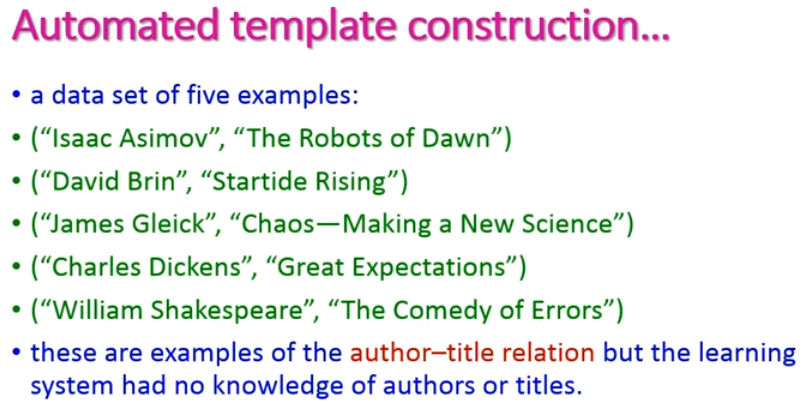 Automated template construction...
• a data set of five examples:
• (“Isaac Asimov”, “The Robots of Dawn”)
• (“David Brin”, “Startide Rising”)
• (“James Gleick”, “Chaos—Making a New Science”)
• (“Charles Dickens”, “Great Expectations”)
• (“William Shakespeare”, “The Comedy of Errors”)
• these are examples of the author–title relation but the learning
system had no knowledge of authors or titles.